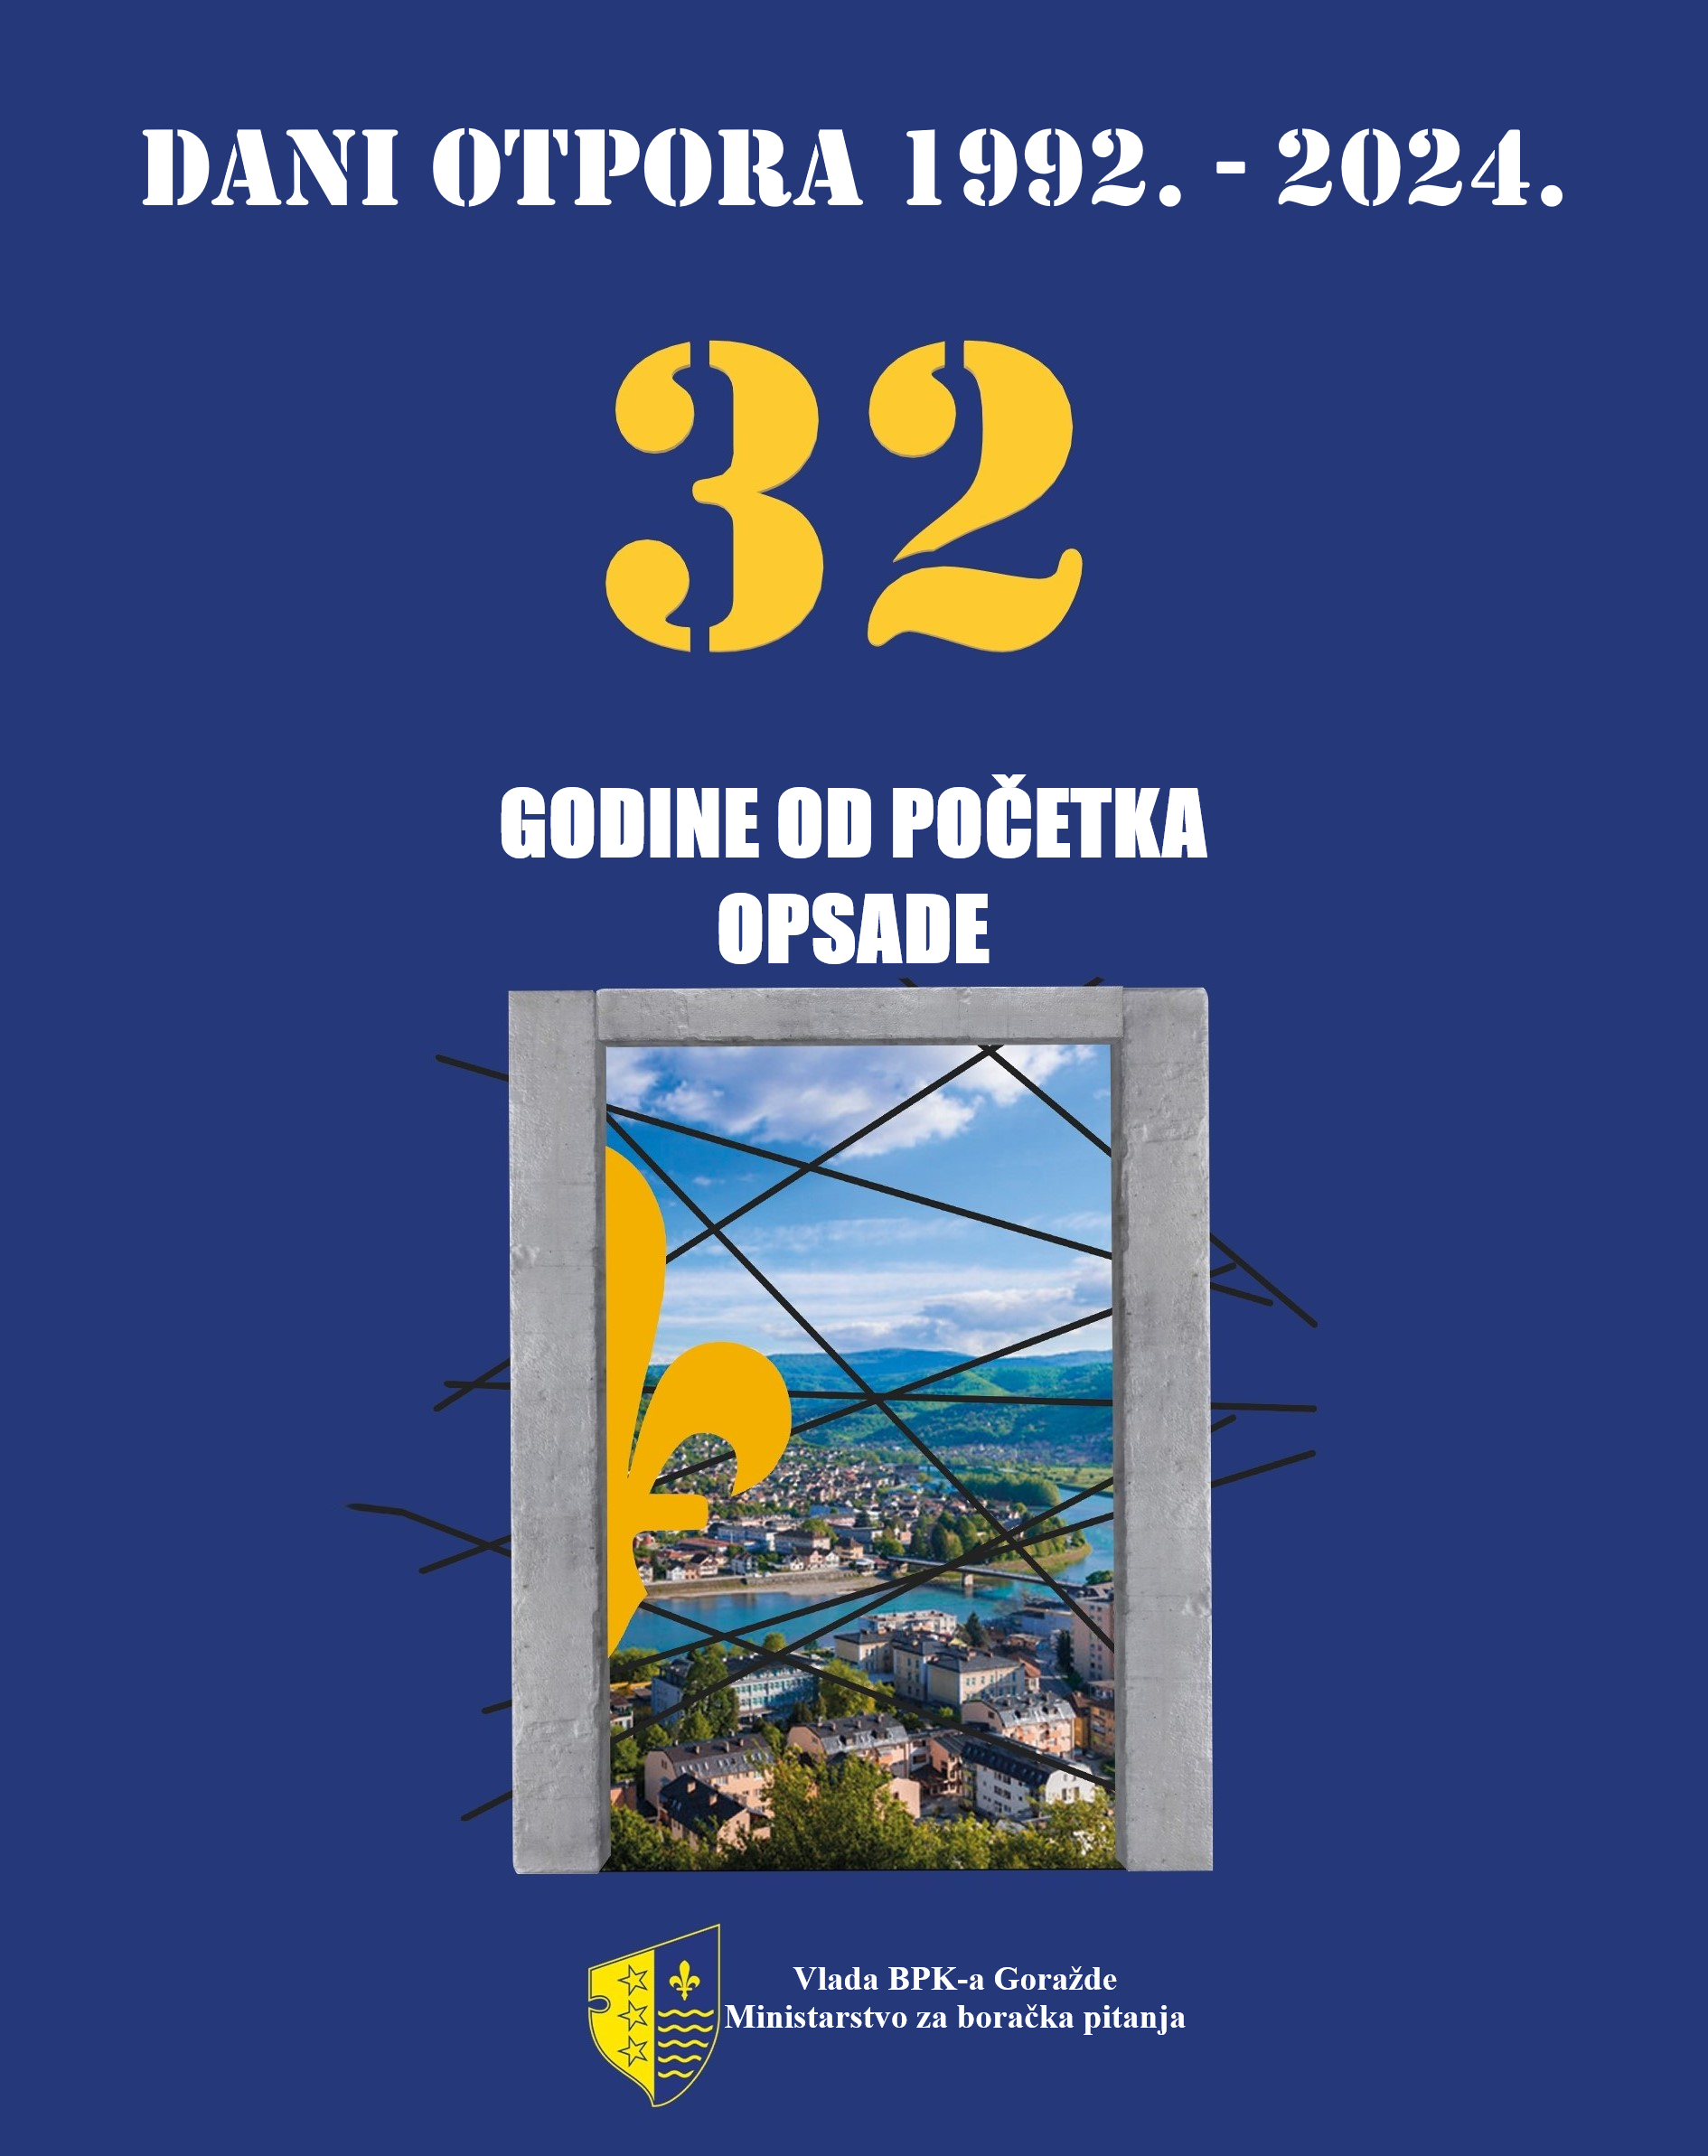 DANI OTPORA 1992. - 2024.
32
GODINE OD POČETKA
OPSADE
Vlada BPK-a Goražde
Ministarstvo za boračka pitanja